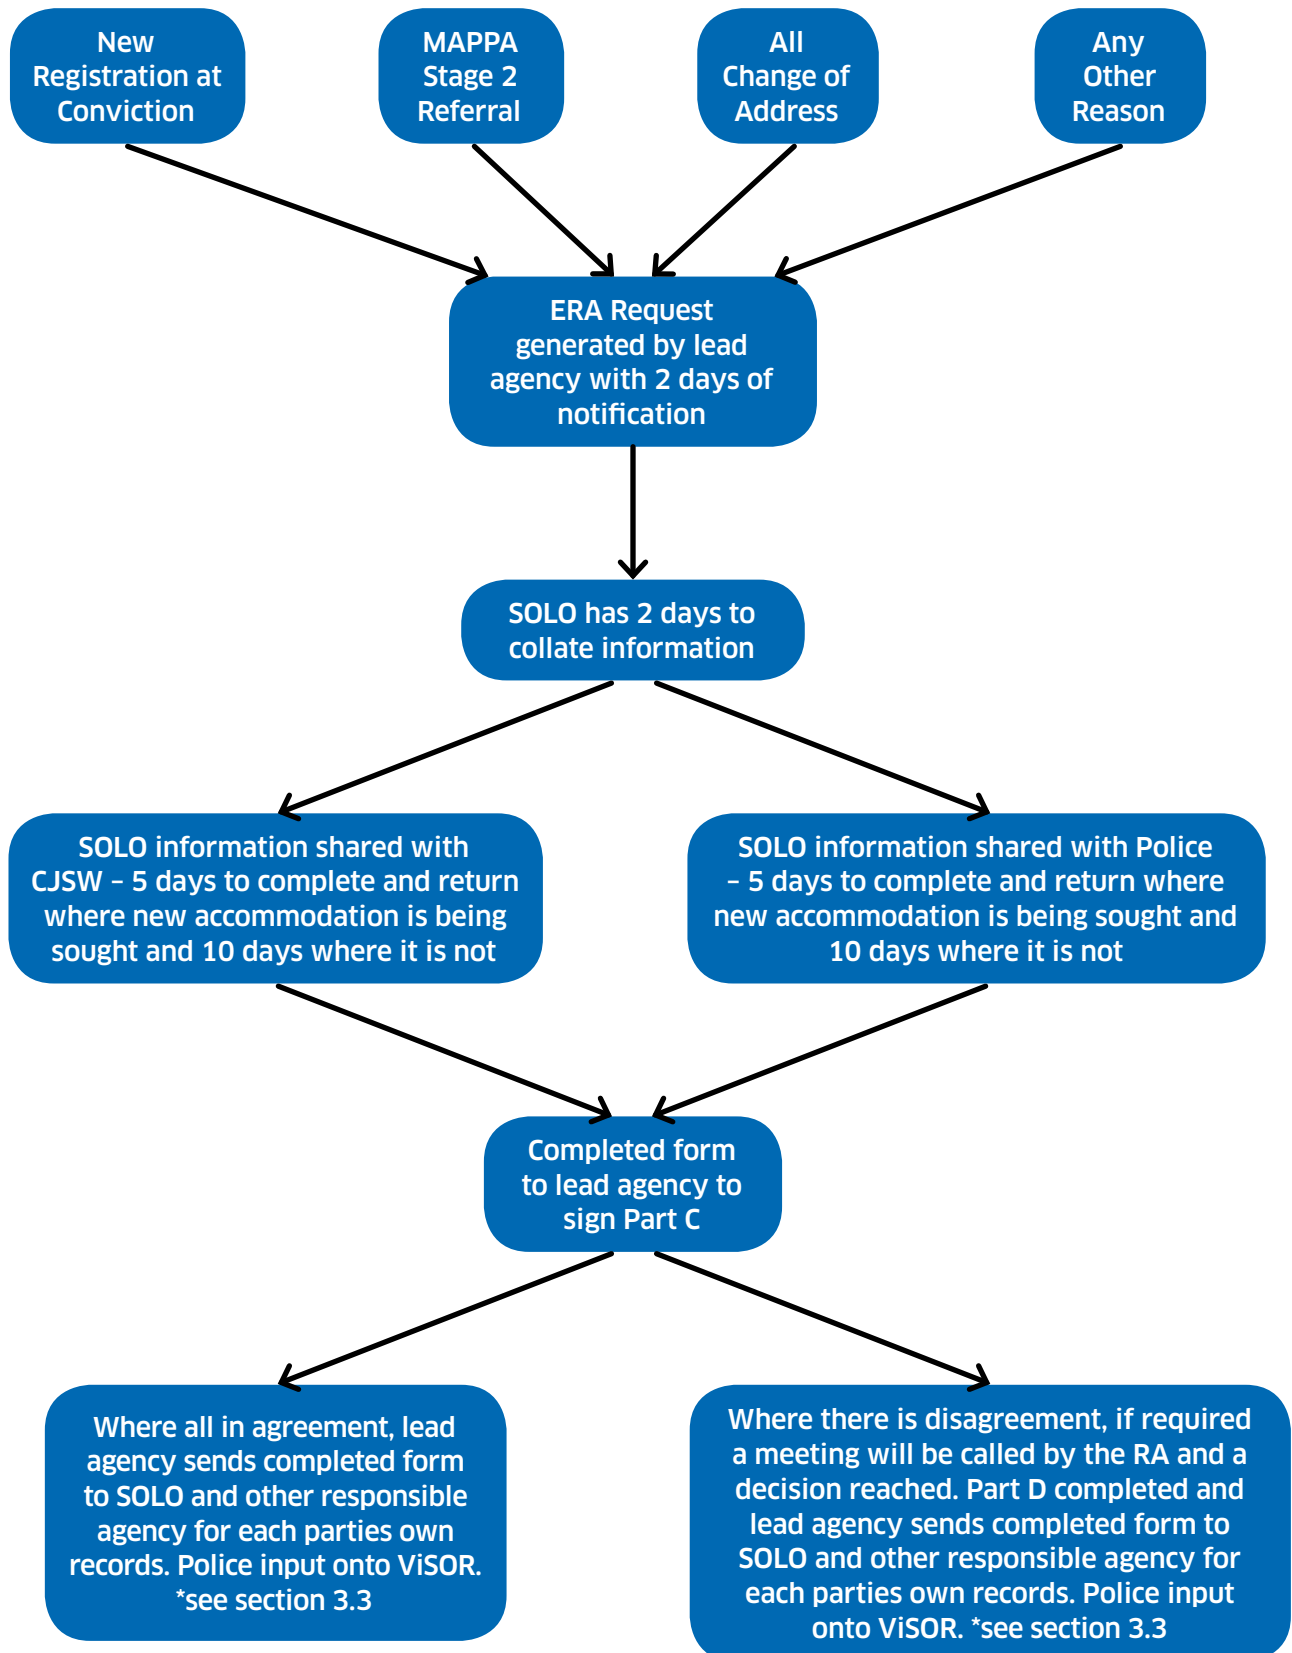 New
Registration at
Conviction
MAPPA
Stage 2
Referral
All
Change of
Address
Any
Other
Reason
ERA Request
generated by lead
agency with 2 days of
notification
SOLO has 2 days to
collate information
SOLO information shared with
CJSW – 5 days to complete and return
where new accommodation is being
sought and 10 days where it is not
SOLO information shared with Police
– 5 days to complete and return where
new accommodation is being sought and
10 days where it is not
Completed form
to lead agency to
sign Part C
Where all in agreement, lead
agency sends completed form
to SOLO and other responsible
agency for each parties own
records. Police input onto ViSOR.
*see section 3.3
Where there is disagreement, if required
a meeting will be called by the RA and a
decision reached. Part D completed and
lead agency sends completed form to
SOLO and other responsible agency for
each parties own records. Police input
onto ViSOR. *see section 3.3